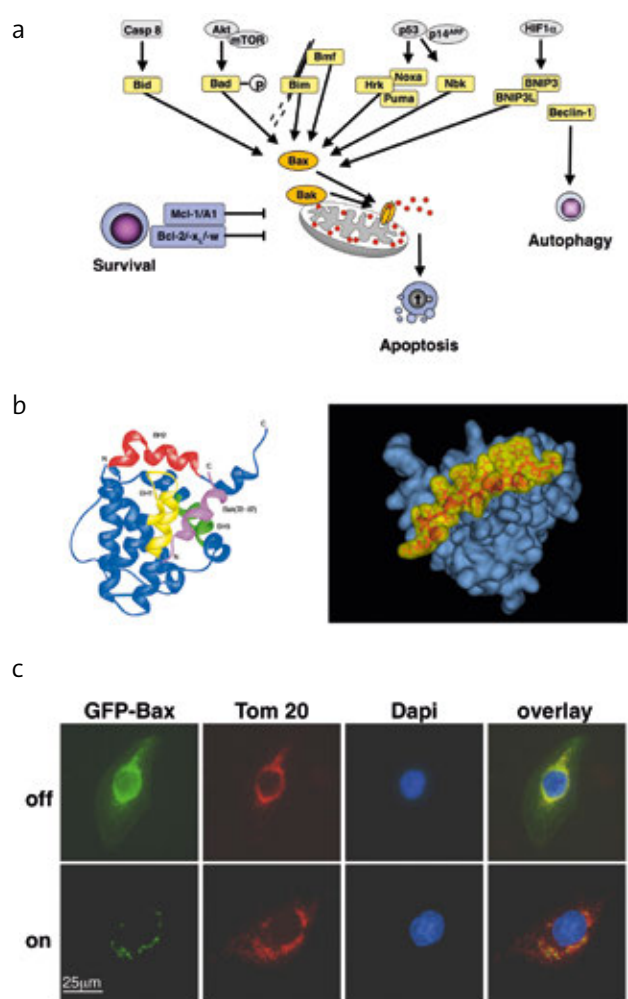 a
Casp 8
Akt
mTOR
p53
p14ARF
HIF1α
Bid
Bad
P
Bim
Bmf
Hrk
Noxa
Puma
Nbk
BNIP3
BNIP3L
Beclin-1
Bax
Bak
Mcl-1/A1
Bcl-2/-xL/-w
Survival
Autophagy
Apoptosis
b
C
N
C
N
c
GFP-Bax Tom 20 Dapi overlay
off
on
25µm